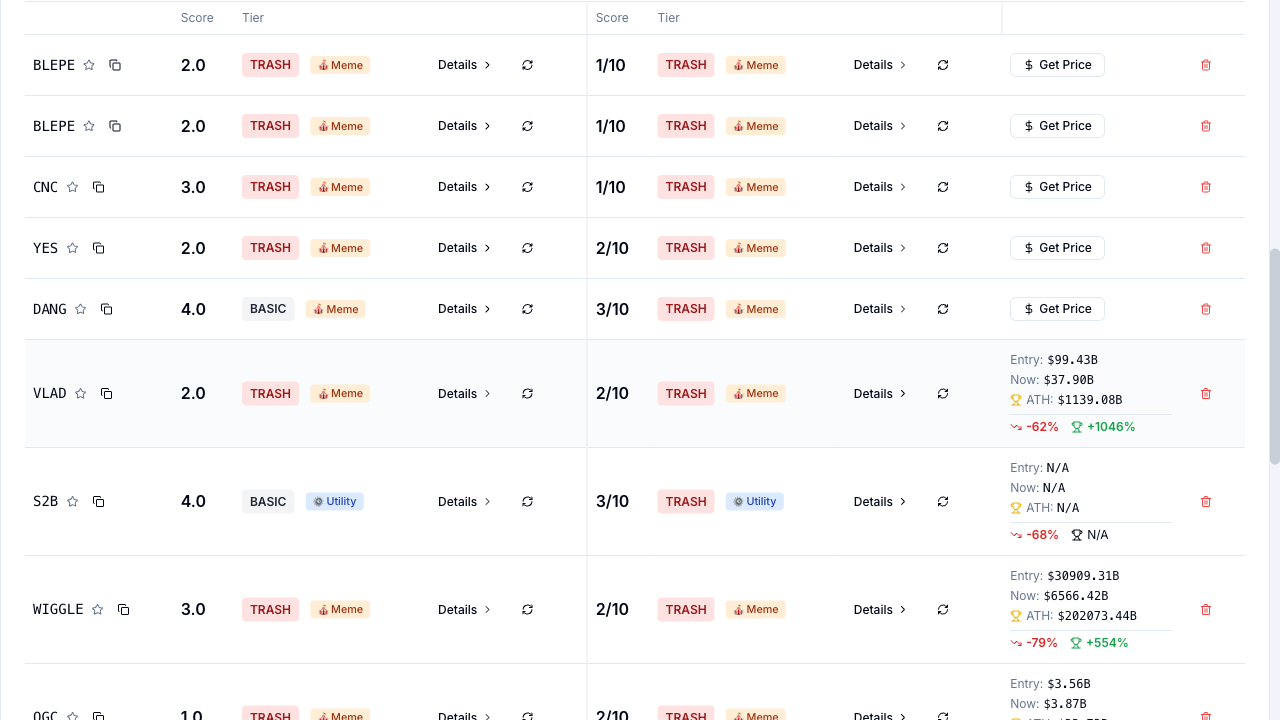 Score Tier Score Tier
BLEPE 2.0 TRASH Meme Details 1/10 TRASH Meme Details $ Get Price
BLEPE 2.0 TRASH Meme Details 1/10 TRASH Meme Details $ Get Price
CNC 3.0 TRASH Meme Details 1/10 TRASH Meme Details $ Get Price
YES 2.0 TRASH Meme Details 2/10 TRASH Meme Details $ Get Price
DANG 4.0 BASIC Meme Details 3/10 TRASH Meme Details $ Get Price
VLAD 2.0 TRASH Meme Details 2/10 TRASH Meme Details
Entry: $99.43B
Now: $37.90B
ATH: $1139.08B
-62% +1046%
S2B 4.0 BASIC Utility Details 3/10 TRASH Utility Details
Entry: N/A
Now: N/A
ATH: N/A
-68% N/A
WIGGLE 3.0 TRASH Meme Details 2/10 TRASH Meme Details
Entry: $30909.31B
Now: $6566.42B
ATH: $202073.44B
-79% +554%
OGC 1.0 TRASH Meme Details 2/10 TRASH Meme Details
Entry: $3.56B
Now: $3.87B